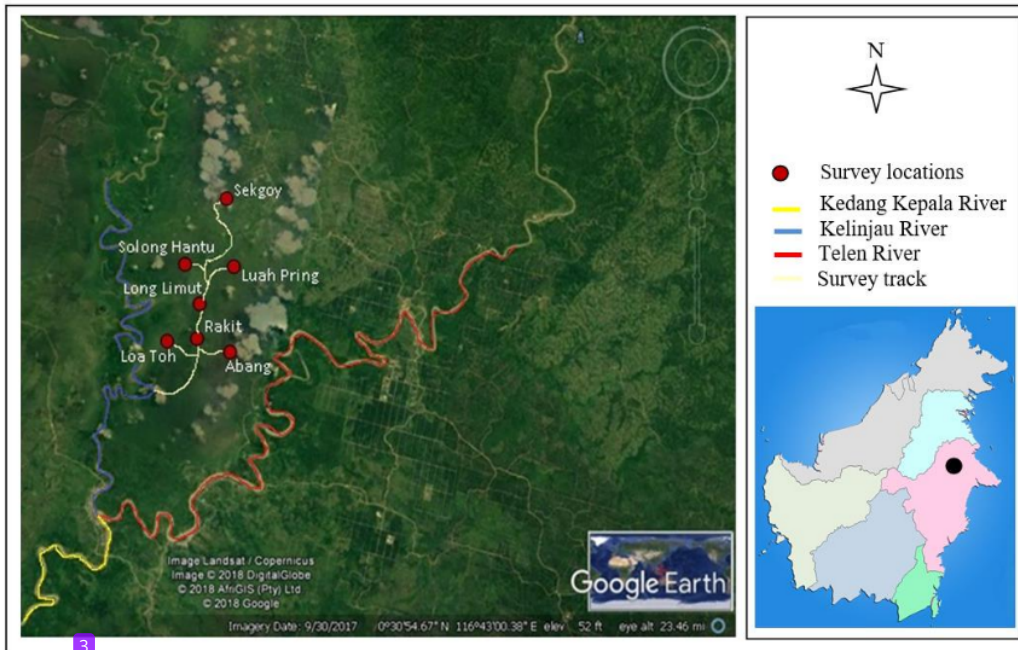 Sekgoy
Solong Hantu
Luah Pring
Long Limut
Rakit
Loa Toh
Abang
Image Landsat / Copernicus
Image © 2018 DigitalGlobe
© 2018 AfriGIS (Pty) Ltd
© 2018 Google
Google Earth
Imagery Date: 9/30/2017 0°30'54.67" N 116°43'00.38" E elev 52 ft eye alt 23.46 mi
3
N
Survey locations
Kedang Kepala River
Kelinjau River
Telen River
Survey track